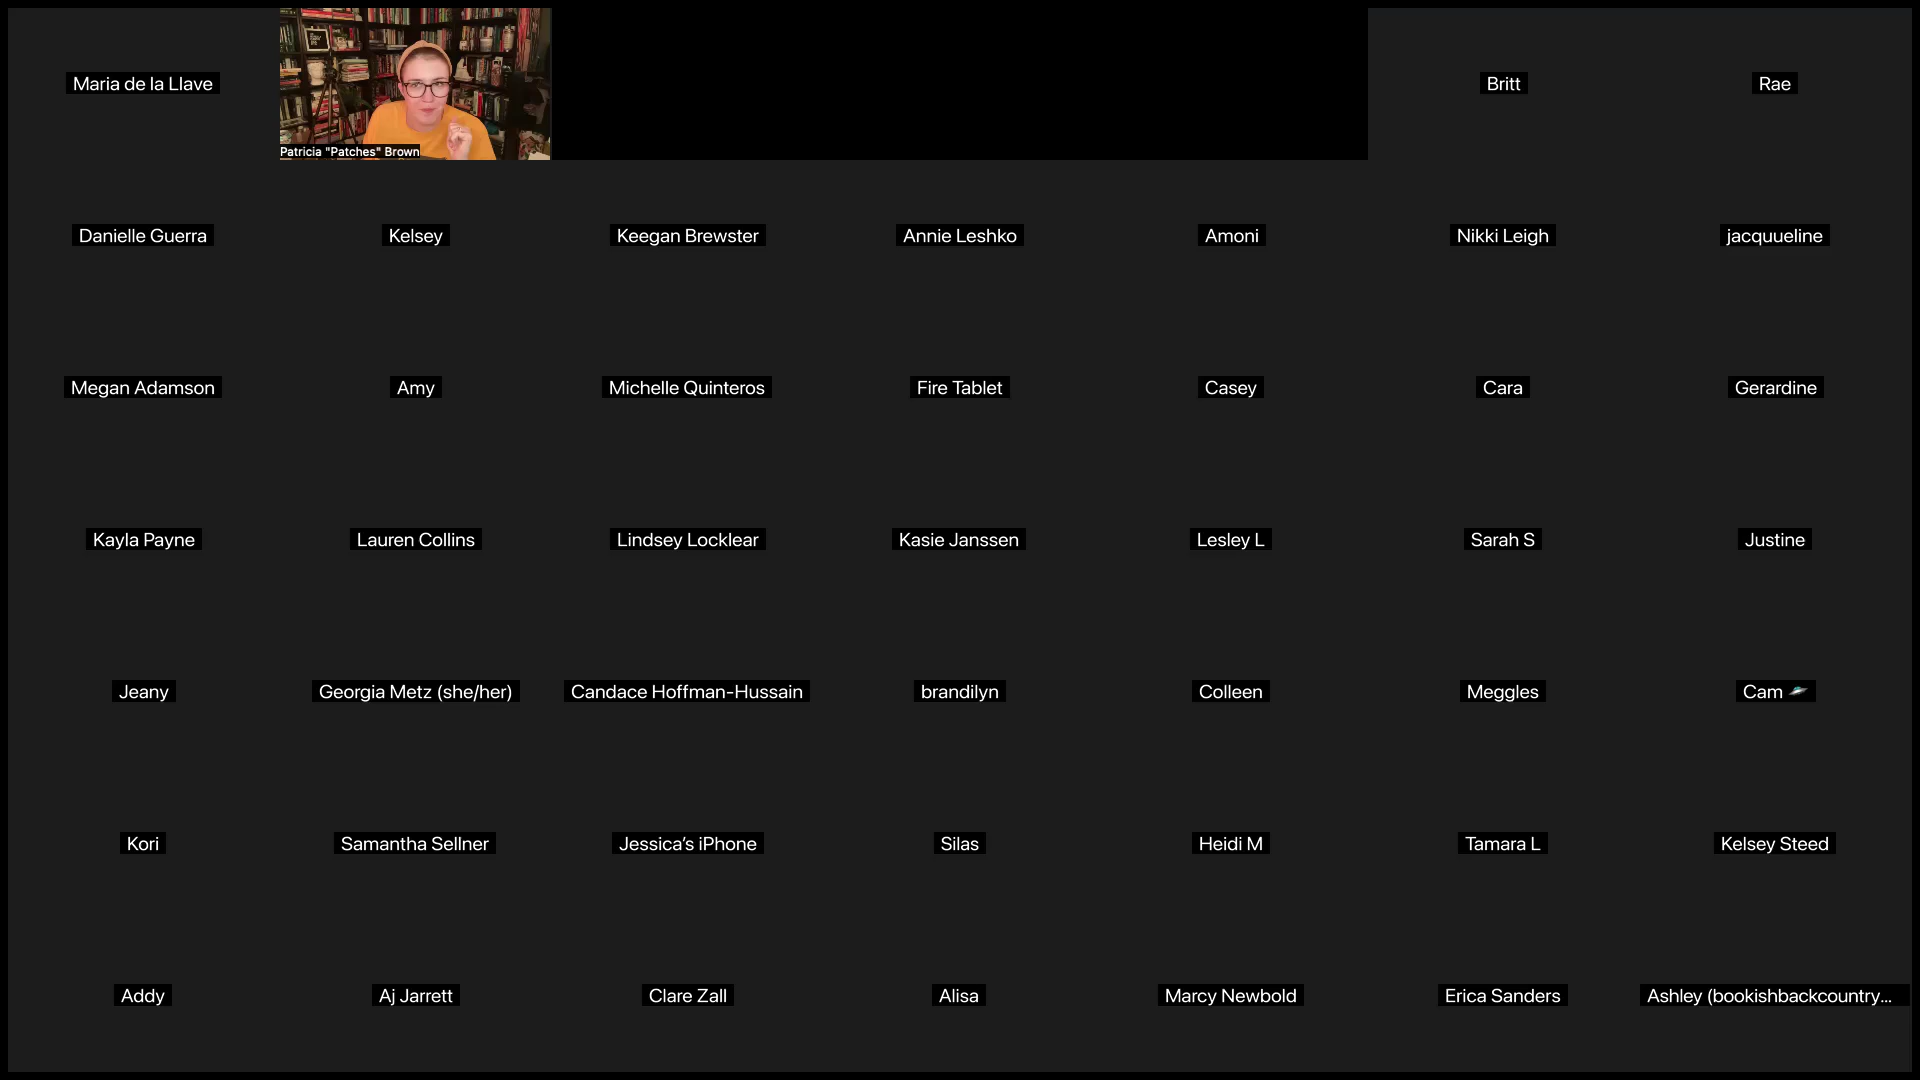 Maria de la Llave
Patricia "Patches" Brown
Britt
Rae
Danielle Guerra
Kelsey
Keegan Brewster
Annie Leshko
Amoni
Nikki Leigh
jacquueline
Megan Adamson
Amy
Michelle Quinteros
Fire Tablet
Casey
Cara
Gerardine
Kayla Payne
Lauren Collins
Lindsey Locklear
Kasie Janssen
Lesley L
Sarah S
Justine
Jeany
Georgia Metz (she/her)
Candace Hoffman-Hussain
brandilyn
Colleen
Meggles
Cam 🛸
Kori
Samantha Sellner
Jessica’s iPhone
Silas
Heidi M
Tamara L
Kelsey Steed
Addy
Aj Jarrett
Clare Zall
Alisa
Marcy Newbold
Erica Sanders
Ashley (bookishbackcountry...